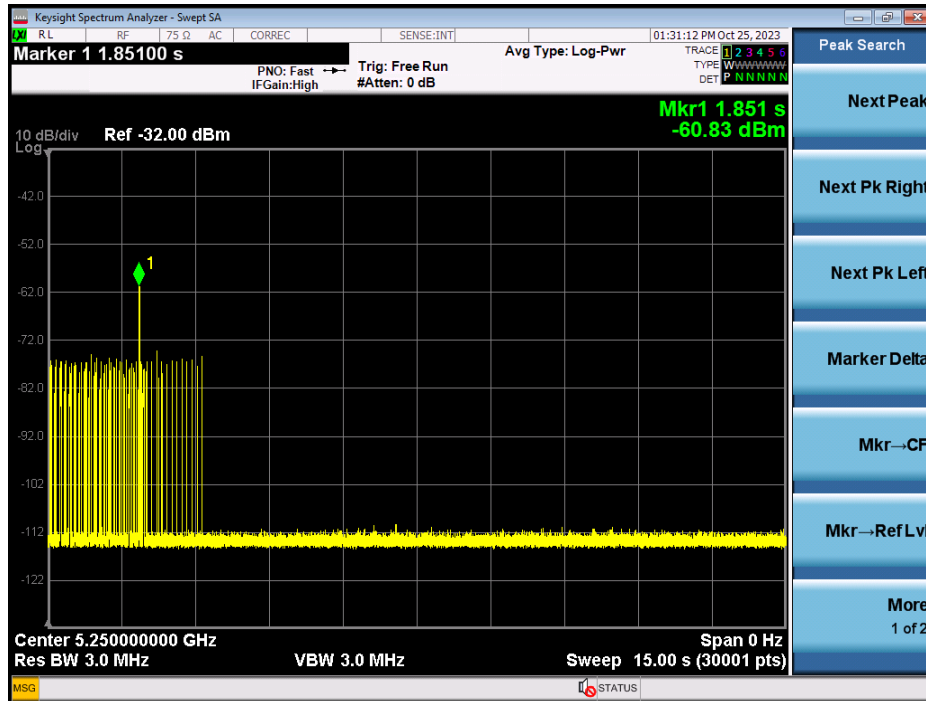 Keysight Spectrum Analyzer - Swept SA
LXI RL RF 75 Ω AC CORREC SENSE:INT 01:31:12 PM Oct 25, 2023
Marker 1 1.85100 s
PNO: Fast
IFGain:High
Trig: Free Run
#Atten: 0 dB
Avg Type: Log-Pwr
TRACE 1 2 3 4 5 6
TYPE WWWWWW
DET P N N N N N
Mkr1 1.851 s
-60.83 dBm
10 dB/div Ref -32.00 dBm
Log
1
-42.0
-52.0
-62.0
-72.0
-82.0
-92.0
-102
-112
-122
Center 5.250000000 GHz Span 0 Hz
Res BW 3.0 MHz VBW 3.0 MHz Sweep 15.00 s (30001 pts)
MSG STATUS
Peak Search
Next Peak
Next Pk Right
Next Pk Left
Marker Delta
Mkr→CF
Mkr→Ref Lvl
More
1 of 2